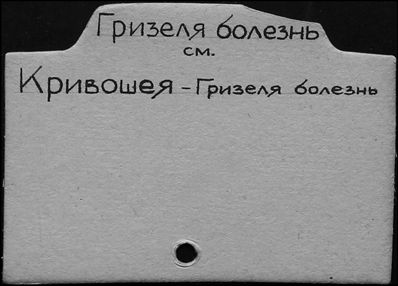 Гризеля болезнь
см.
Кривошея - Гризеля болезнь